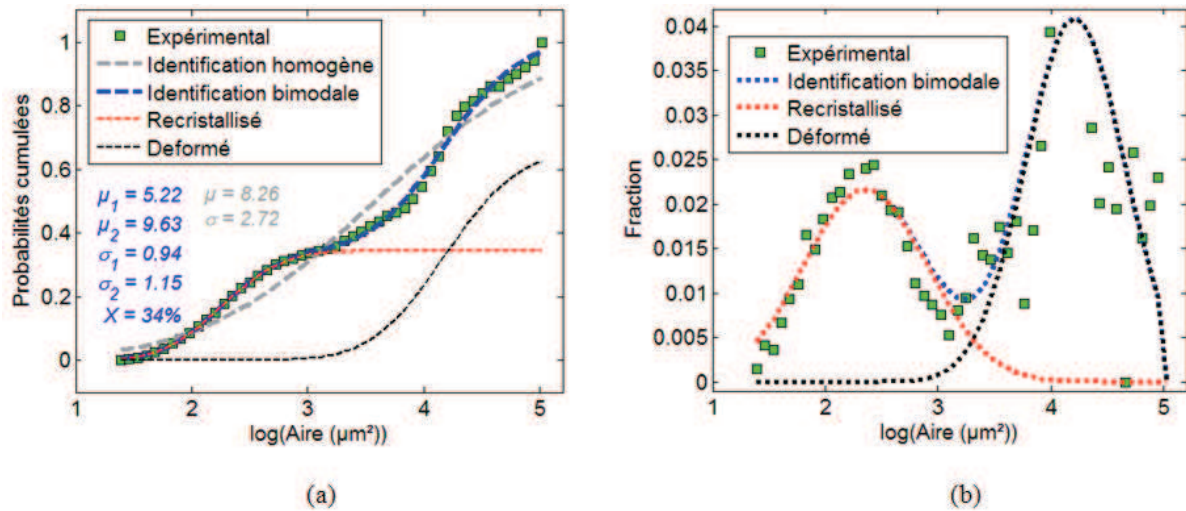 Expérimental
Identification homogène
Identification bimodale
Recristallisé
Deformé
μ1 = 5.22
μ2 = 9.63
σ1 = 0.94
σ2 = 1.15
X = 34%
μ = 8.26
σ = 2.72
Probabilités cumulées
1
0.8
0.6
0.4
0.2
0
1
2
3
4
5
log(Aire (μm²))
(a)
Expérimental
Identification bimodale
Recristallisé
Déformé
Fraction
0.04
0.035
0.03
0.025
0.02
0.015
0.01
0.005
0
1
2
3
4
5
log(Aire (μm²))
(b)